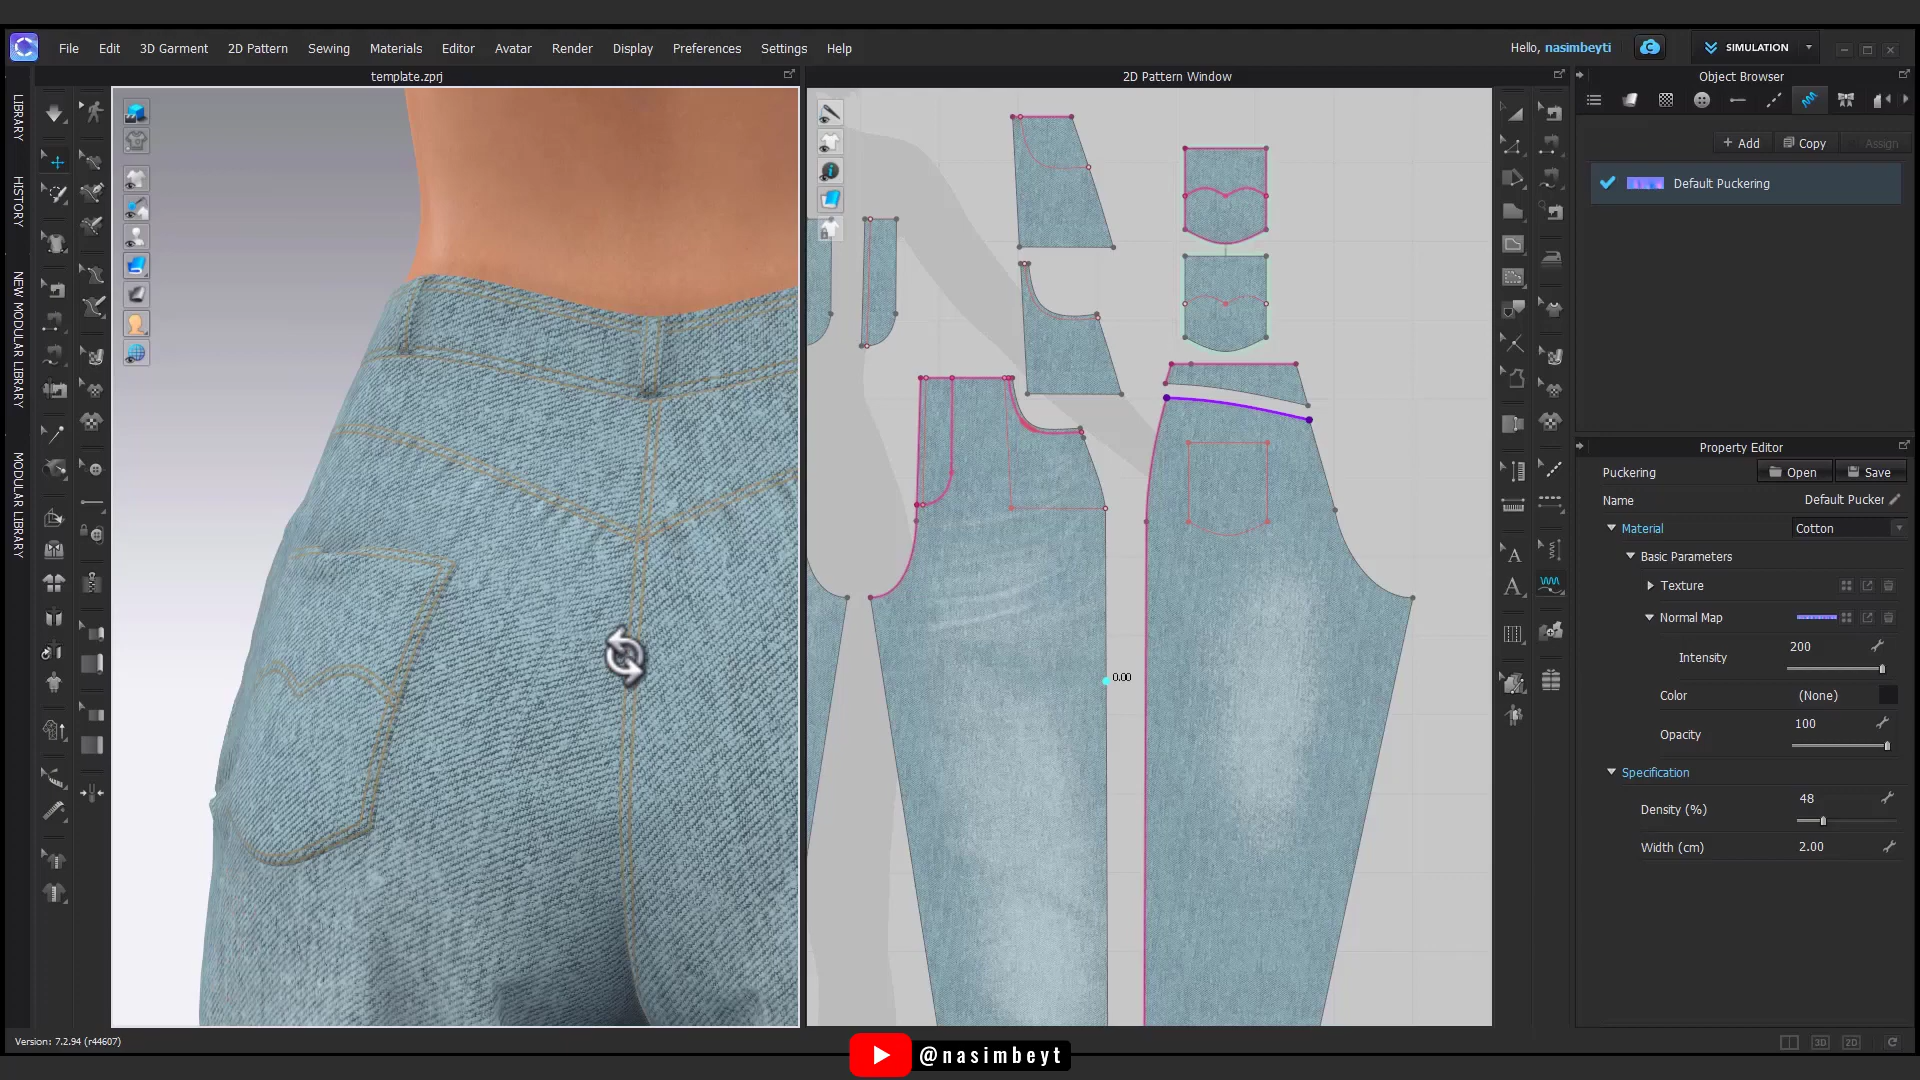 File Edit 3D Garment 2D Pattern Sewing Materials Editor Avatar Render Display Preferences Settings Help
Hello, nasimbeyti
SIMULATION
template.zprj
2D Pattern Window
Object Browser
LIBRARY
HISTORY
NEW MODULAR LIBRARY
MODULAR LIBRARY
+ Add
Copy
Assign
Default Puckering
Property Editor
Puckering
Open
Save
Name
Default Pucker
Material
Cotton
Basic Parameters
Texture
Normal Map
Intensity
200
Color
(None)
Opacity
100
Specification
Density (%)
48
Width (cm)
2.00
0.00
Version: 7.2.94 (r44607)
3D
2D
@nasimbeyt